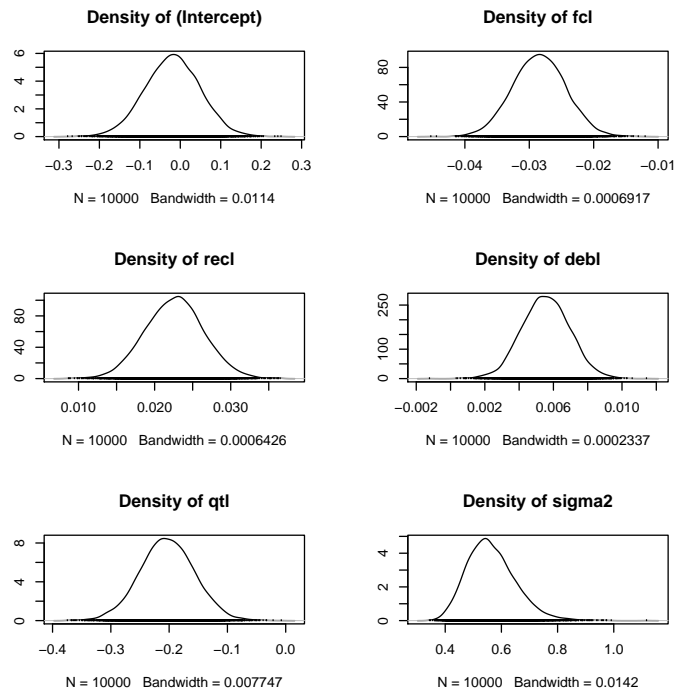 Density of (Intercept)
0 2 4 6
−0.3 −0.2 −0.1 0.0 0.1 0.2 0.3
N = 10000 Bandwidth = 0.0114
Density of fcl
0 40 80
−0.04 −0.03 −0.02 −0.01
N = 10000 Bandwidth = 0.0006917
Density of recl
0 40 80
0.010 0.020 0.030
N = 10000 Bandwidth = 0.0006426
Density of debl
0 100 250
−0.002 0.002 0.006 0.010
N = 10000 Bandwidth = 0.0002337
Density of qtl
0 4 8
−0.4 −0.3 −0.2 −0.1 0.0
N = 10000 Bandwidth = 0.007747
Density of sigma2
0 2 4
0.4 0.6 0.8 1.0
N = 10000 Bandwidth = 0.0142